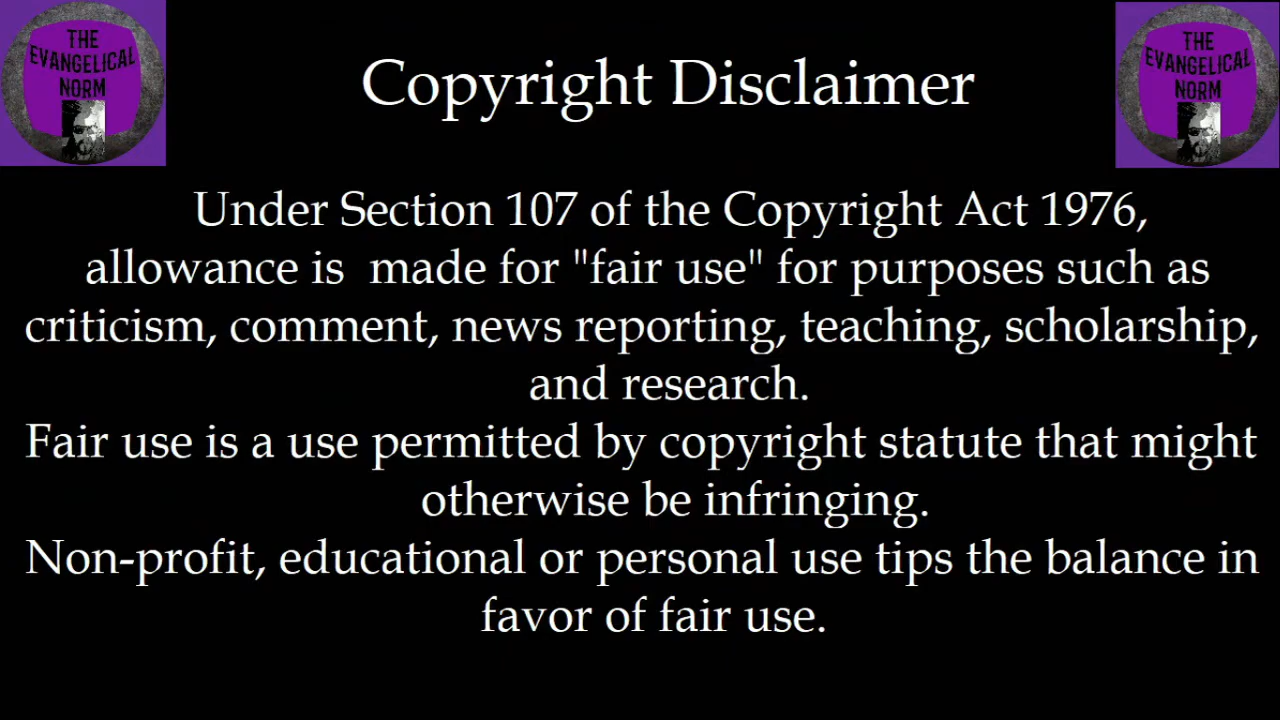 THE
EVANGELICAL
NORM
Copyright Disclaimer
THE
EVANGELICAL
NORM
Under Section 107 of the Copyright Act 1976,
allowance is  made for "fair use" for purposes such as
criticism, comment, news reporting, teaching, scholarship,
and research.
Fair use is a use permitted by copyright statute that might
otherwise be infringing.
Non-profit, educational or personal use tips the balance in
favor of fair use.